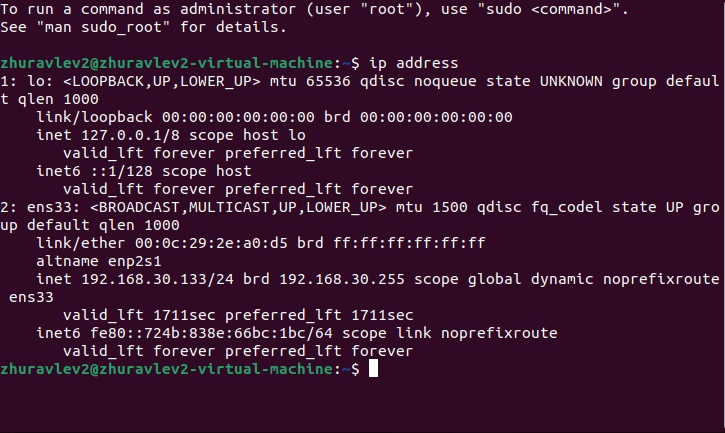 To run a command as administrator (user "root"), use "sudo <command>".
See "man sudo_root" for details.
zhuravlev2@zhuravlev2-virtual-machine:~$ ip address
1: lo: <LOOPBACK,UP,LOWER_UP> mtu 65536 qdisc noqueue state UNKNOWN group defaul
t qlen 1000
    link/loopback 00:00:00:00:00:00 brd 00:00:00:00:00:00
    inet 127.0.0.1/8 scope host lo
       valid_lft forever preferred_lft forever
    inet6 ::1/128 scope host
       valid_lft forever preferred_lft forever
2: ens33: <BROADCAST,MULTICAST,UP,LOWER_UP> mtu 1500 qdisc fq_codel state UP gro
up default qlen 1000
    link/ether 00:0c:29:2e:a0:d5 brd ff:ff:ff:ff:ff:ff
    altname enp2s1
    inet 192.168.30.133/24 brd 192.168.30.255 scope global dynamic noprefixroute
 ens33
       valid_lft 1711sec preferred_lft 1711sec
    inet6 fe80::724b:838e:66bc:1bc/64 scope link noprefixroute
       valid_lft forever preferred_lft forever
zhuravlev2@zhuravlev2-virtual-machine:~$